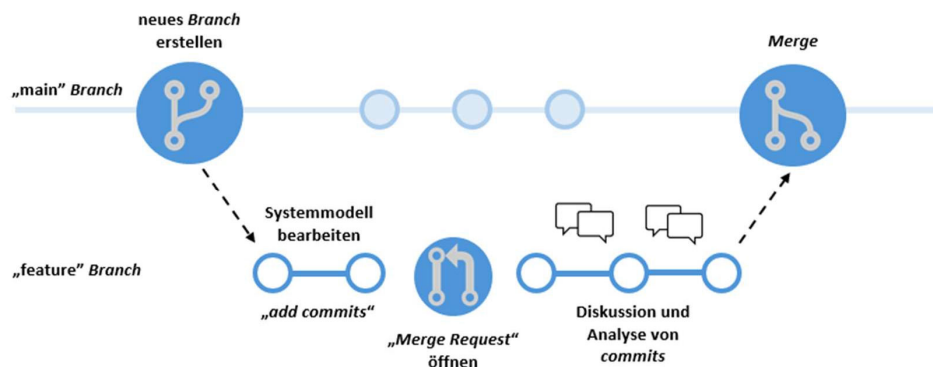 neues Branch
erstellen
Merge
„main” Branch
Systemmodell
bearbeiten
„feature” Branch
„add commits“
„Merge Request“
öffnen
Diskussion und
Analyse von
commits